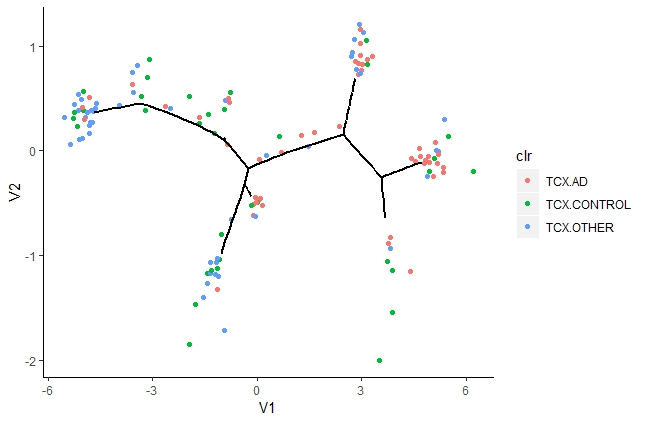 1
0
-1
-2
V2
-6
-3
0
3
6
V1
clr
TCX.AD
TCX.CONTROL
TCX.OTHER